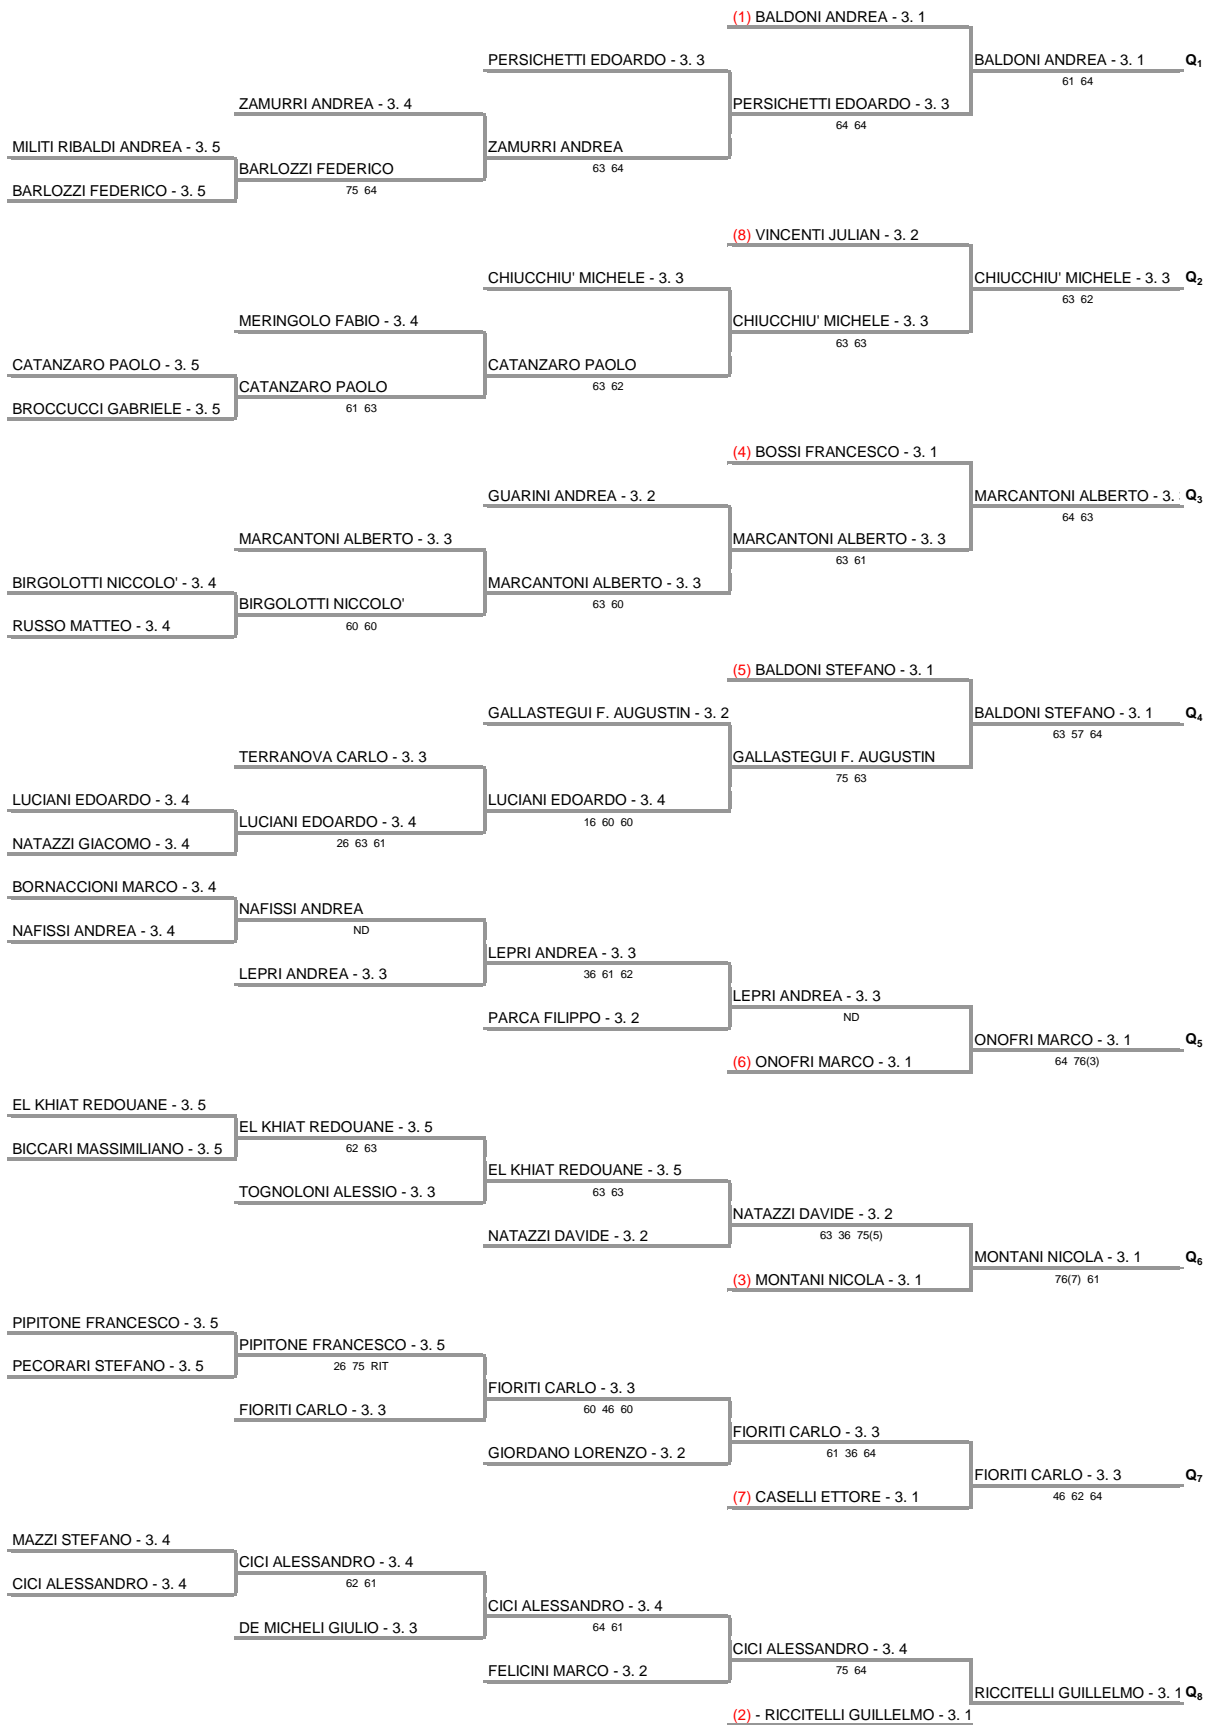 (1) BALDONI ANDREA - 3. 1
PERSICHETTI EDOARDO - 3. 3
BALDONI ANDREA - 3. 1 Q1
61 64
ZAMURRI ANDREA - 3. 4
PERSICHETTI EDOARDO - 3. 3
64 64
MILITI RIBALDI ANDREA - 3. 5
ZAMURRI ANDREA
63 64
BARLOZZI FEDERICO
75 64
BARLOZZI FEDERICO - 3. 5
(8) VINCENTI JULIAN - 3. 2
CHIUCCHIU' MICHELE - 3. 3
CHIUCCHIU' MICHELE - 3. 3 Q2
63 62
MERINGOLO FABIO - 3. 4
CHIUCCHIU' MICHELE - 3. 3
63 63
CATANZARO PAOLO - 3. 5
CATANZARO PAOLO
63 62
CATANZARO PAOLO
61 63
BROCCUCCI GABRIELE - 3. 5
(4) BOSSI FRANCESCO - 3. 1
GUARINI ANDREA - 3. 2
MARCANTONI ALBERTO - 3. Q3
64 63
MARCANTONI ALBERTO - 3. 3
MARCANTONI ALBERTO - 3. 3
63 61
BIRGOLOTTI NICCOLO' - 3. 4
MARCANTONI ALBERTO - 3. 3
63 60
BIRGOLOTTI NICCOLO'
60 60
RUSSO MATTEO - 3. 4
(5) BALDONI STEFANO - 3. 1
GALLASTEGUI F. AUGUSTIN - 3. 2
BALDONI STEFANO - 3. 1 Q4
63 57 64
TERRANOVA CARLO - 3. 3
GALLASTEGUI F. AUGUSTIN
75 63
LUCIANI EDOARDO - 3. 4
LUCIANI EDOARDO - 3. 4
16 60 60
LUCIANI EDOARDO - 3. 4
26 63 61
NATAZZI GIACOMO - 3. 4
BORNACCIONI MARCO - 3. 4
NAFISSI ANDREA
ND
NAFISSI ANDREA - 3. 4
LEPRI ANDREA - 3. 3
36 61 62
LEPRI ANDREA - 3. 3
LEPRI ANDREA - 3. 3
ND
PARCA FILIPPO - 3. 2
ONOFRI MARCO - 3. 1 Q5
64 76(3)
(6) ONOFRI MARCO - 3. 1
EL KHIAT REDOUANE - 3. 5
EL KHIAT REDOUANE - 3. 5
62 63
BICCARI MASSIMILIANO - 3. 5
EL KHIAT REDOUANE - 3. 5
63 63
TOGNOLONI ALESSIO - 3. 3
NATAZZI DAVIDE - 3. 2
63 36 75(5)
NATAZZI DAVIDE - 3. 2
MONTANI NICOLA - 3. 1 Q6
76(7) 61
(3) MONTANI NICOLA - 3. 1
PIPITONE FRANCESCO - 3. 5
PIPITONE FRANCESCO - 3. 5
26 75 RIT
PECORARI STEFANO - 3. 5
FIORITI CARLO - 3. 3
60 46 60
FIORITI CARLO - 3. 3
FIORITI CARLO - 3. 3
61 36 64
GIORDANO LORENZO - 3. 2
FIORITI CARLO - 3. 3 Q7
46 62 64
(7) CASELLI ETTORE - 3. 1
MAZZI STEFANO - 3. 4
CICI ALESSANDRO - 3. 4
62 61
CICI ALESSANDRO - 3. 4
CICI ALESSANDRO - 3. 4
64 61
DE MICHELI GIULIO - 3. 3
CICI ALESSANDRO - 3. 4
75 64
FELICINI MARCO - 3. 2
RICCITELLI GUILLELMO - 3. 1 Q8
(2) - RICCITELLI GUILLELMO - 3. 1